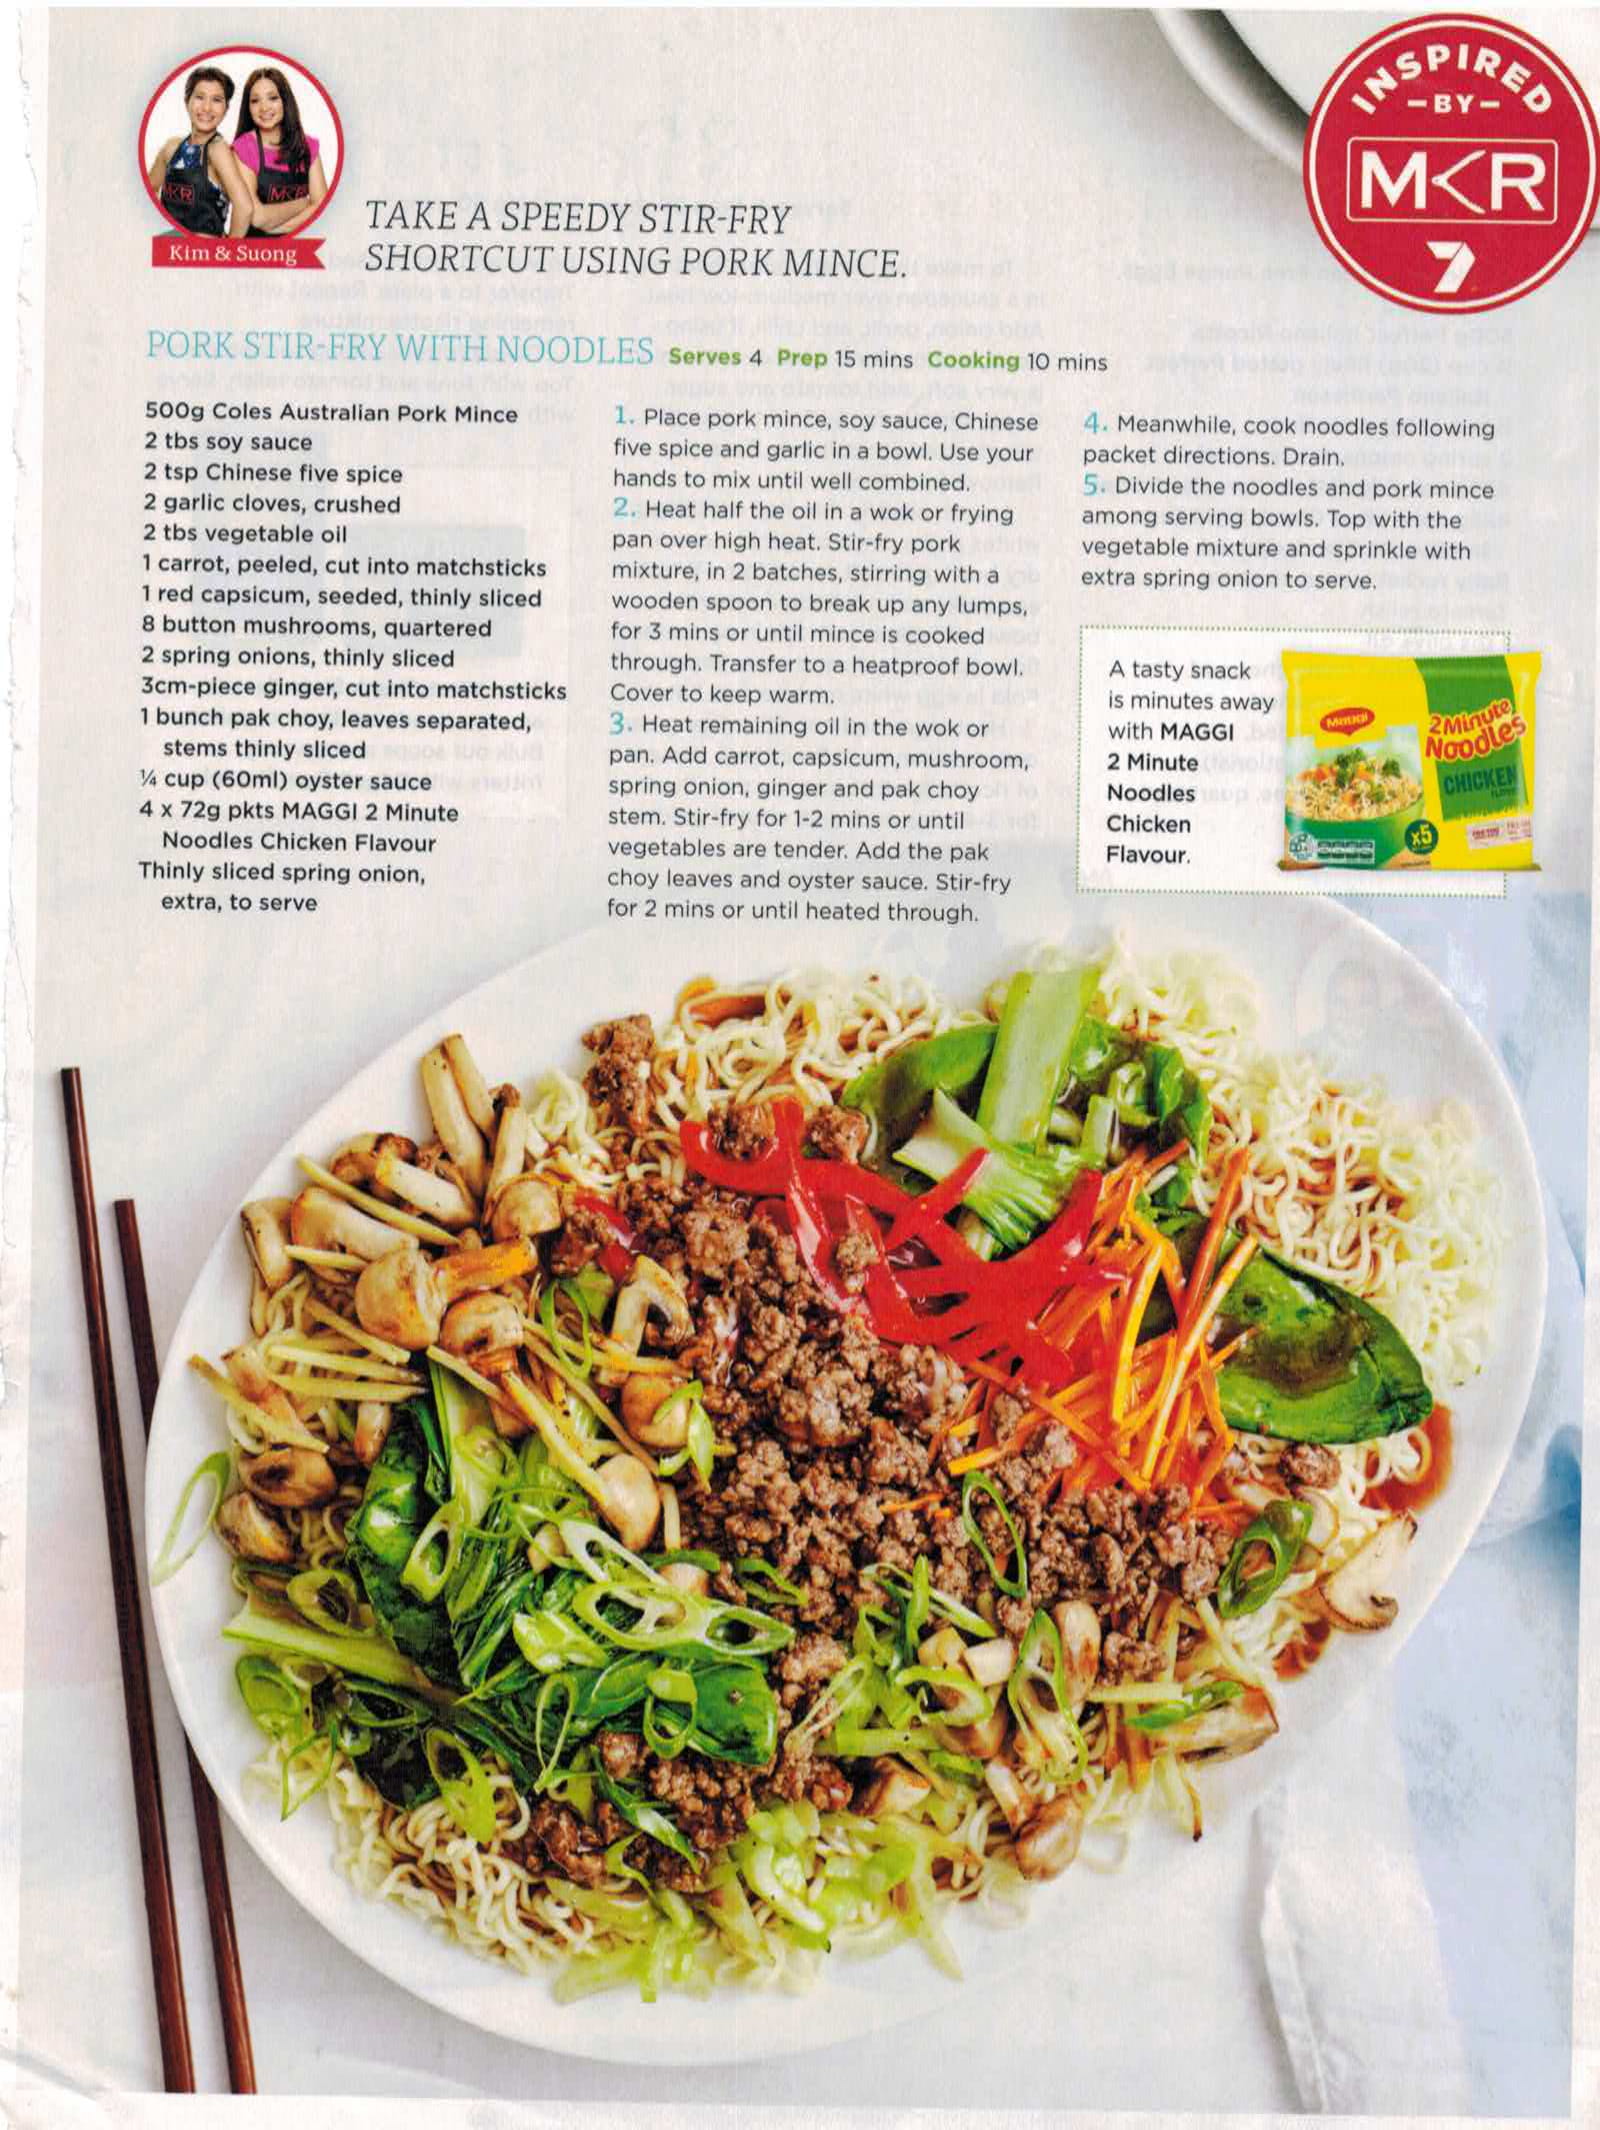 INSPIRED
-BY-
M<R
7
MKR
MKR
Kim & Suong
TAKE A SPEEDY STIR-FRY
SHORTCUT USING PORK MINCE.
PORK STIR-FRY WITH NOODLES Serves 4 Prep 15 mins Cooking 10 mins
500g Coles Australian Pork Mince
2 tbs soy sauce
2 tsp Chinese five spice
2 garlic cloves, crushed
2 tbs vegetable oil
1 carrot, peeled, cut into matchsticks
1 red capsicum, seeded, thinly sliced
8 button mushrooms, quartered
2 spring onions, thinly sliced
3cm-piece ginger, cut into matchsticks
1 bunch pak choy, leaves separated,
stems thinly sliced
¼ cup (60ml) oyster sauce
4 x 72g pkts MAGGI 2 Minute
Noodles Chicken Flavour
Thinly sliced spring onion,
extra, to serve
1. Place pork mince, soy sauce, Chinese
five spice and garlic in a bowl. Use your
hands to mix until well combined.
2. Heat half the oil in a wok or frying
pan over high heat. Stir-fry pork
mixture, in 2 batches, stirring with a
wooden spoon to break up any lumps,
for 3 mins or until mince is cooked
through. Transfer to a heatproof bowl.
Cover to keep warm.
3. Heat remaining oil in the wok or
pan. Add carrot, capsicum, mushroom,
spring onion, ginger and pak choy
stem. Stir-fry for 1-2 mins or until
vegetables are tender. Add the pak
choy leaves and oyster sauce. Stir-fry
for 2 mins or until heated through.
4. Meanwhile, cook noodles following
packet directions. Drain.
5. Divide the noodles and pork mince
among serving bowls. Top with the
vegetable mixture and sprinkle with
extra spring onion to serve.
A tasty snack
is minutes away
with MAGGI
2 Minute
Noodles
Chicken
Flavour.
MAGGI
2 Minute
Noodles
CHICKEN
x5